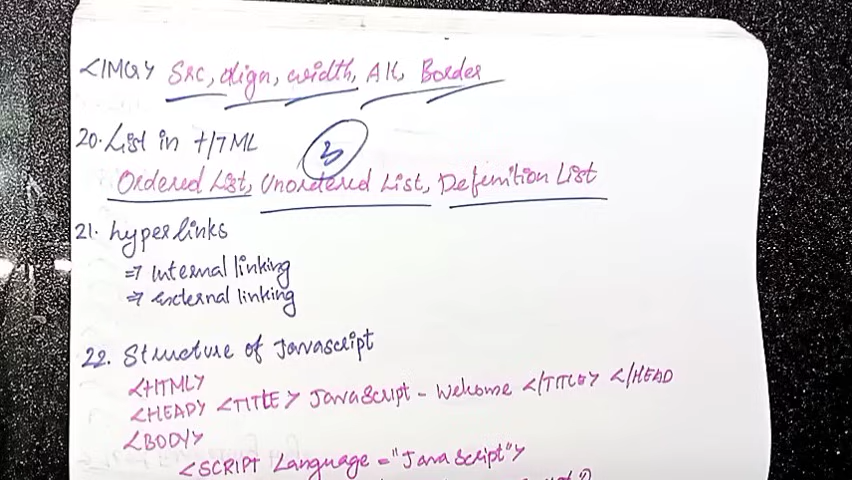 <IMG> Src, align, width, Alt, Border
20. List in HTML
3
Ordered List, Unordered List, Defenition List
21. hyperlinks
⇒ Internal linking
⇒ external linking
22. Structure of Javascript
<HTML>
<HEAD> <TITLE> JavaScript - Welcome </TITLE> </HEAD
<BODY>
<SCRIPT Language = "JavaScript">